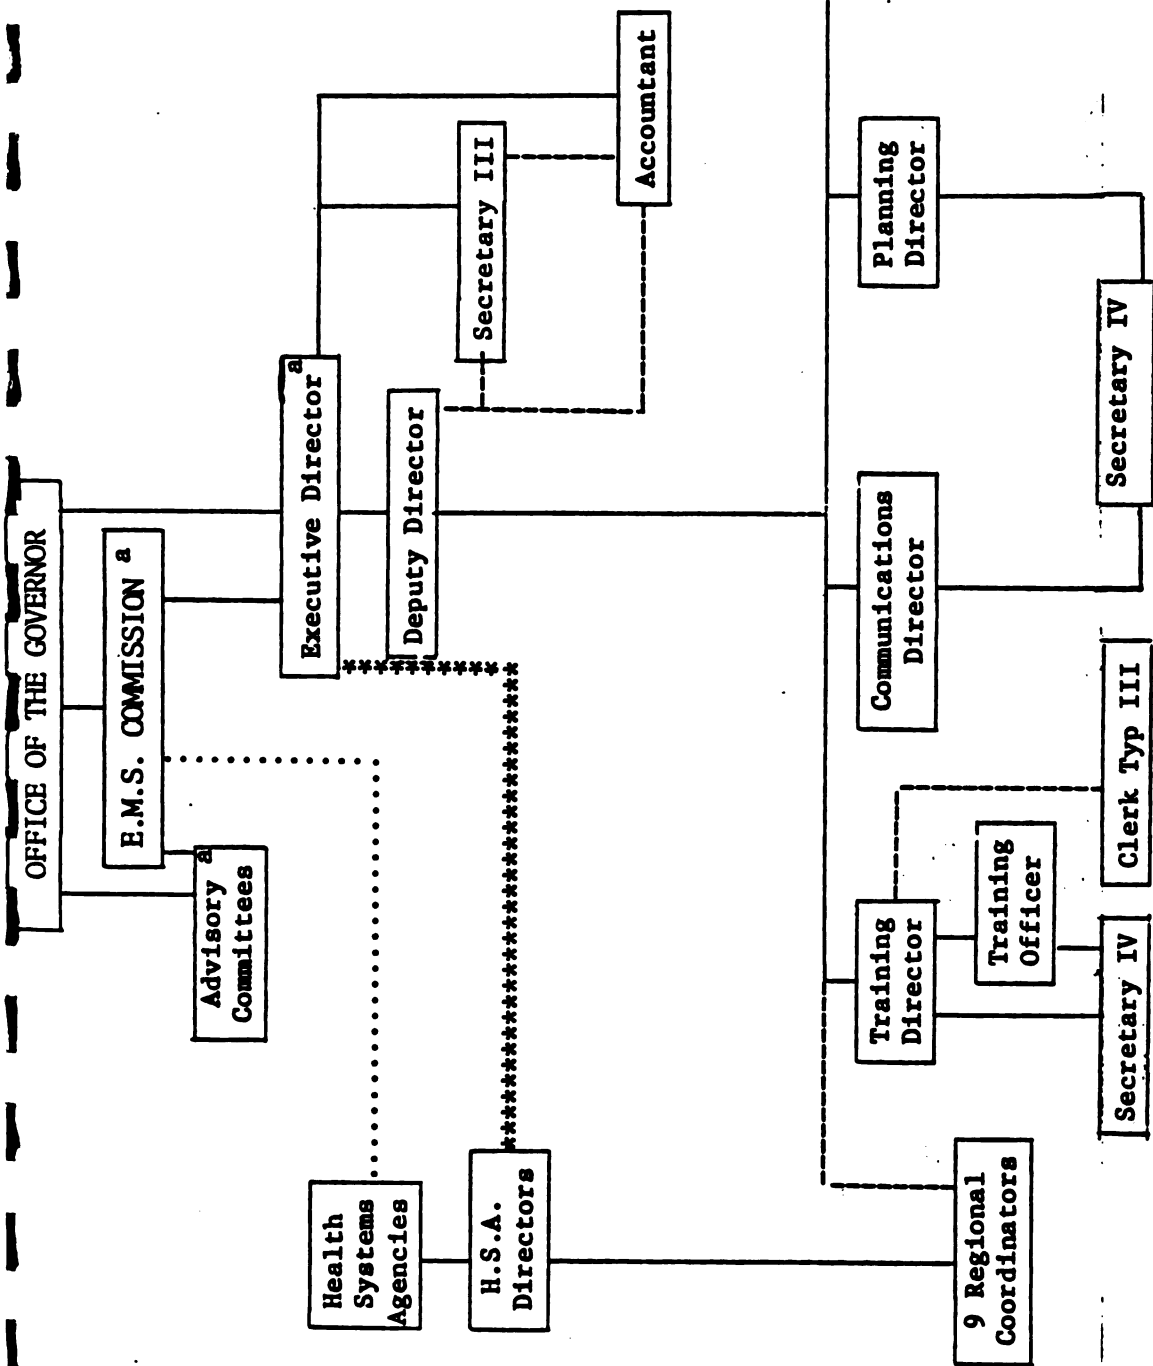 OFFICE OF THE GOVERNOR
E.M.S. COMMISSION a
Advisory a
Committees
Executive Director a
Deputy Director
Secretary III
Accountant
Health
Systems
Agencies
H.S.A.
Directors
9 Regional
Coordinators
Training
Director
Training
Officer
Secretary IV
Clerk Typ III
Communications
Director
Planning
Director
Secretary IV